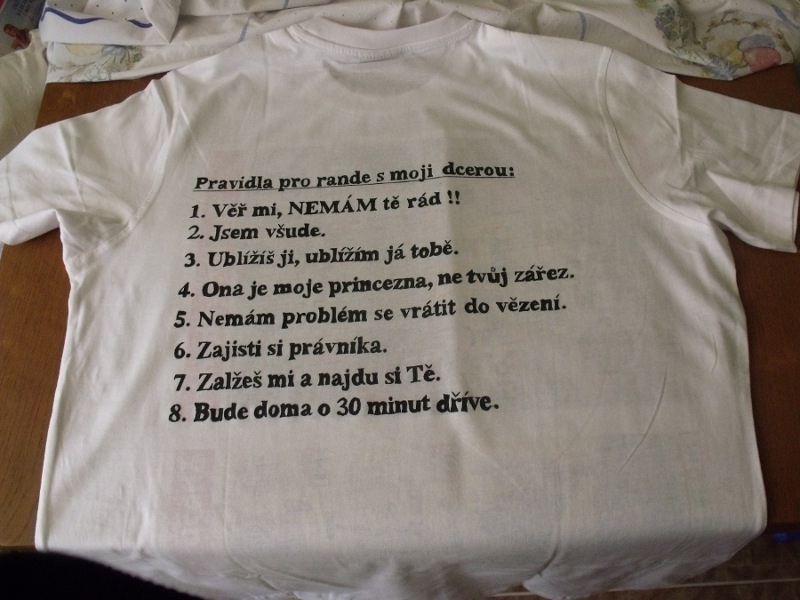 Pravidla pro rande s moji dcerou:
1. Věř mi, NEMÁM tě rád !!
2. Jsem všude.
3. Ublížíš ji, ublížím já tobě.
4. Ona je moje princezna, ne tvůj zářez.
5. Nemám problém se vrátit do vězení.
6. Zajisti si právníka.
7. Zalžeš mi a najdu si Tě.
8. Bude doma o 30 minut dříve.